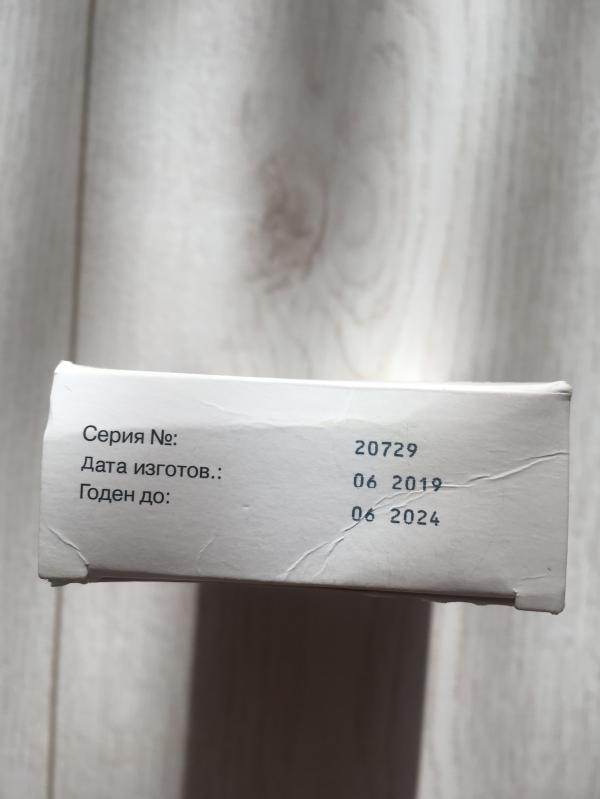 Серия №: 20729
Дата изготов.: 06 2019
Годен до: 06 2024